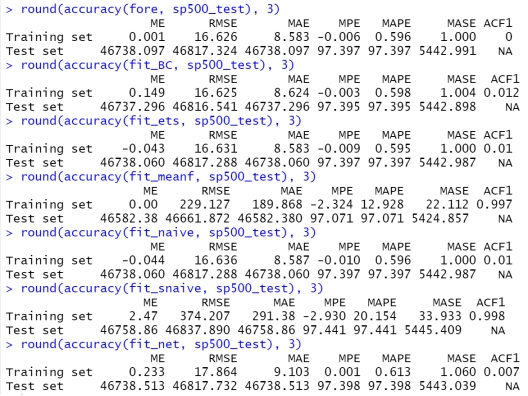 > round(accuracy(fore, sp500_test), 3)
ME RMSE MAE MPE MAPE MASE ACF1
Training set 0.001 16.626 8.583 -0.006 0.596 1.000 0
Test set 46738.097 46817.324 46738.097 97.397 97.397 5442.991 NA
> round(accuracy(fit_BC, sp500_test), 3)
ME RMSE MAE MPE MAPE MASE ACF1
Training set 0.149 16.625 8.624 -0.003 0.598 1.004 0.012
Test set 46737.296 46816.541 46737.296 97.395 97.395 5442.898 NA
> round(accuracy(fit_ets, sp500_test), 3)
ME RMSE MAE MPE MAPE MASE ACF1
Training set -0.043 16.631 8.583 -0.009 0.595 1.000 0.01
Test set 46738.060 46817.288 46738.060 97.397 97.397 5442.987 NA
> round(accuracy(fit_meanf, sp500_test), 3)
ME RMSE MAE MPE MAPE MASE ACF1
Training set 0.00 229.127 189.868 -2.324 12.928 22.112 0.997
Test set 46582.38 46661.872 46582.380 97.071 97.071 5424.857 NA
> round(accuracy(fit_naive, sp500_test), 3)
ME RMSE MAE MPE MAPE MASE ACF1
Training set -0.044 16.636 8.587 -0.010 0.596 1.000 0.01
Test set 46738.060 46817.288 46738.060 97.397 97.397 5442.987 NA
> round(accuracy(fit_snaive, sp500_test), 3)
ME RMSE MAE MPE MAPE MASE ACF1
Training set 2.47 374.207 291.38 -2.930 20.154 33.933 0.998
Test set 46758.86 46837.890 46758.86 97.441 97.441 5445.409 NA
> round(accuracy(fit_net, sp500_test), 3)
ME RMSE MAE MPE MAPE MASE ACF1
Training set 0.233 17.864 9.103 0.001 0.613 1.060 0.007
Test set 46738.513 46817.732 46738.513 97.398 97.398 5443.039 NA